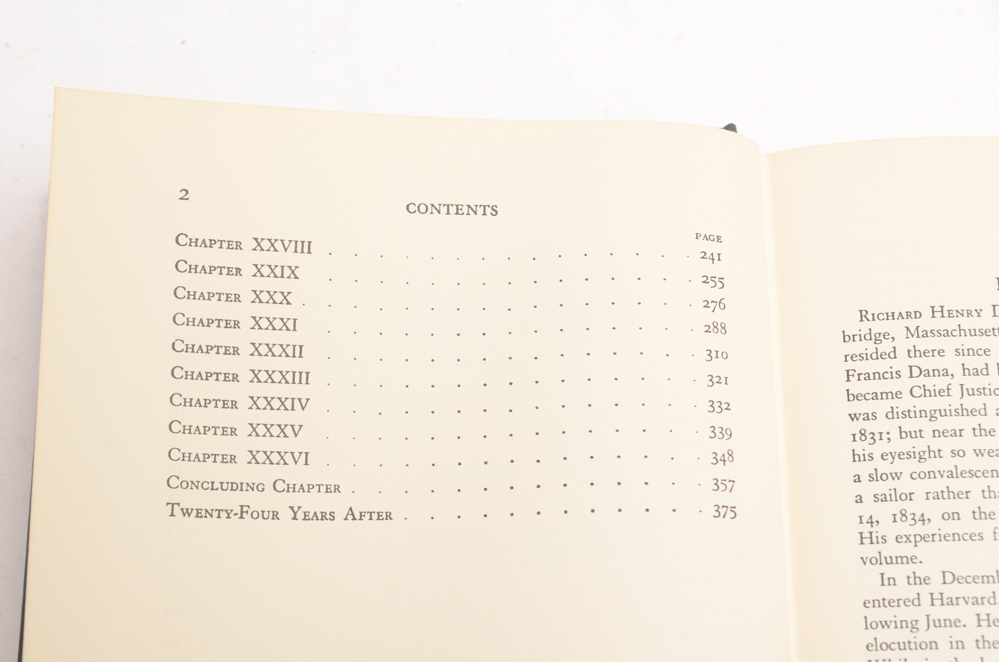 2
CONTENTS
PAGE
CHAPTER XXVIII . . . . . . . . . . . . . . 241
CHAPTER XXIX . . . . . . . . . . . . . . 255
CHAPTER XXX . . . . . . . . . . . . . . . 276
CHAPTER XXXI . . . . . . . . . . . . . . 288
CHAPTER XXXII . . . . . . . . . . . . . . 310
CHAPTER XXXIII . . . . . . . . . . . . . . 321
CHAPTER XXXIV . . . . . . . . . . . . . . 332
CHAPTER XXXV . . . . . . . . . . . . . . 339
CHAPTER XXXVI . . . . . . . . . . . . . . 348
CONCLUDING CHAPTER . . . . . . . . . . . . . 357
TWENTY-FOUR YEARS AFTER . . . . . . . . . . . 375
RICHARD HENRY
bridge, Massachusett
resided there since
Francis Dana, had
became Chief Justic
was distinguished
1831; but near the
his eyesight so wea
a slow convalescen
a sailor rather tha
14, 1834, on the
His experiences f
volume.
In the Decemb
entered Harvard
lowing June. He
elocution in the